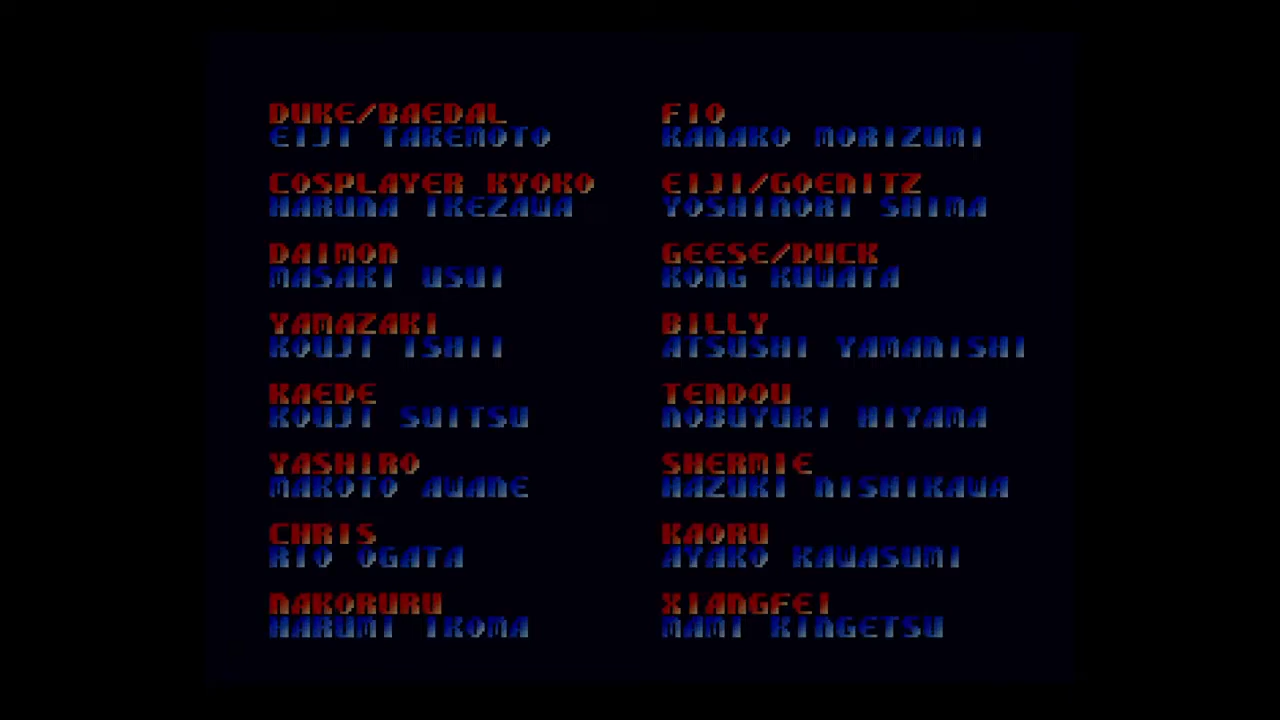 DUKE/BAEDAL
EIJI TAKEMOTO
COSPLAYER KYOKO
HARUNA IKEZAWA
DAIMON
MASAKI USUI
YAMAZAKI
KOUJI ISHII
KAEDE
KOUJI SUITSU
YASHIRO
MAKOTO AWANE
CHRIS
RIO OGATA
NAKORURU
HARUMI IKOMA
FIO
KANAKO MORIZUMI
EIJI/GOENITZ
YOSHINORI SHIMA
GEESE/DUCK
KONG KUWATA
BILLY
ATSUSHI YAMANISHI
TENDOU
NOBUYUKI HIYAMA
SHERMIE
HAZUKI NISHIKAWA
KAORU
AYAKO KAWASUMI
XIANGFEI
MAMI KINGETSU